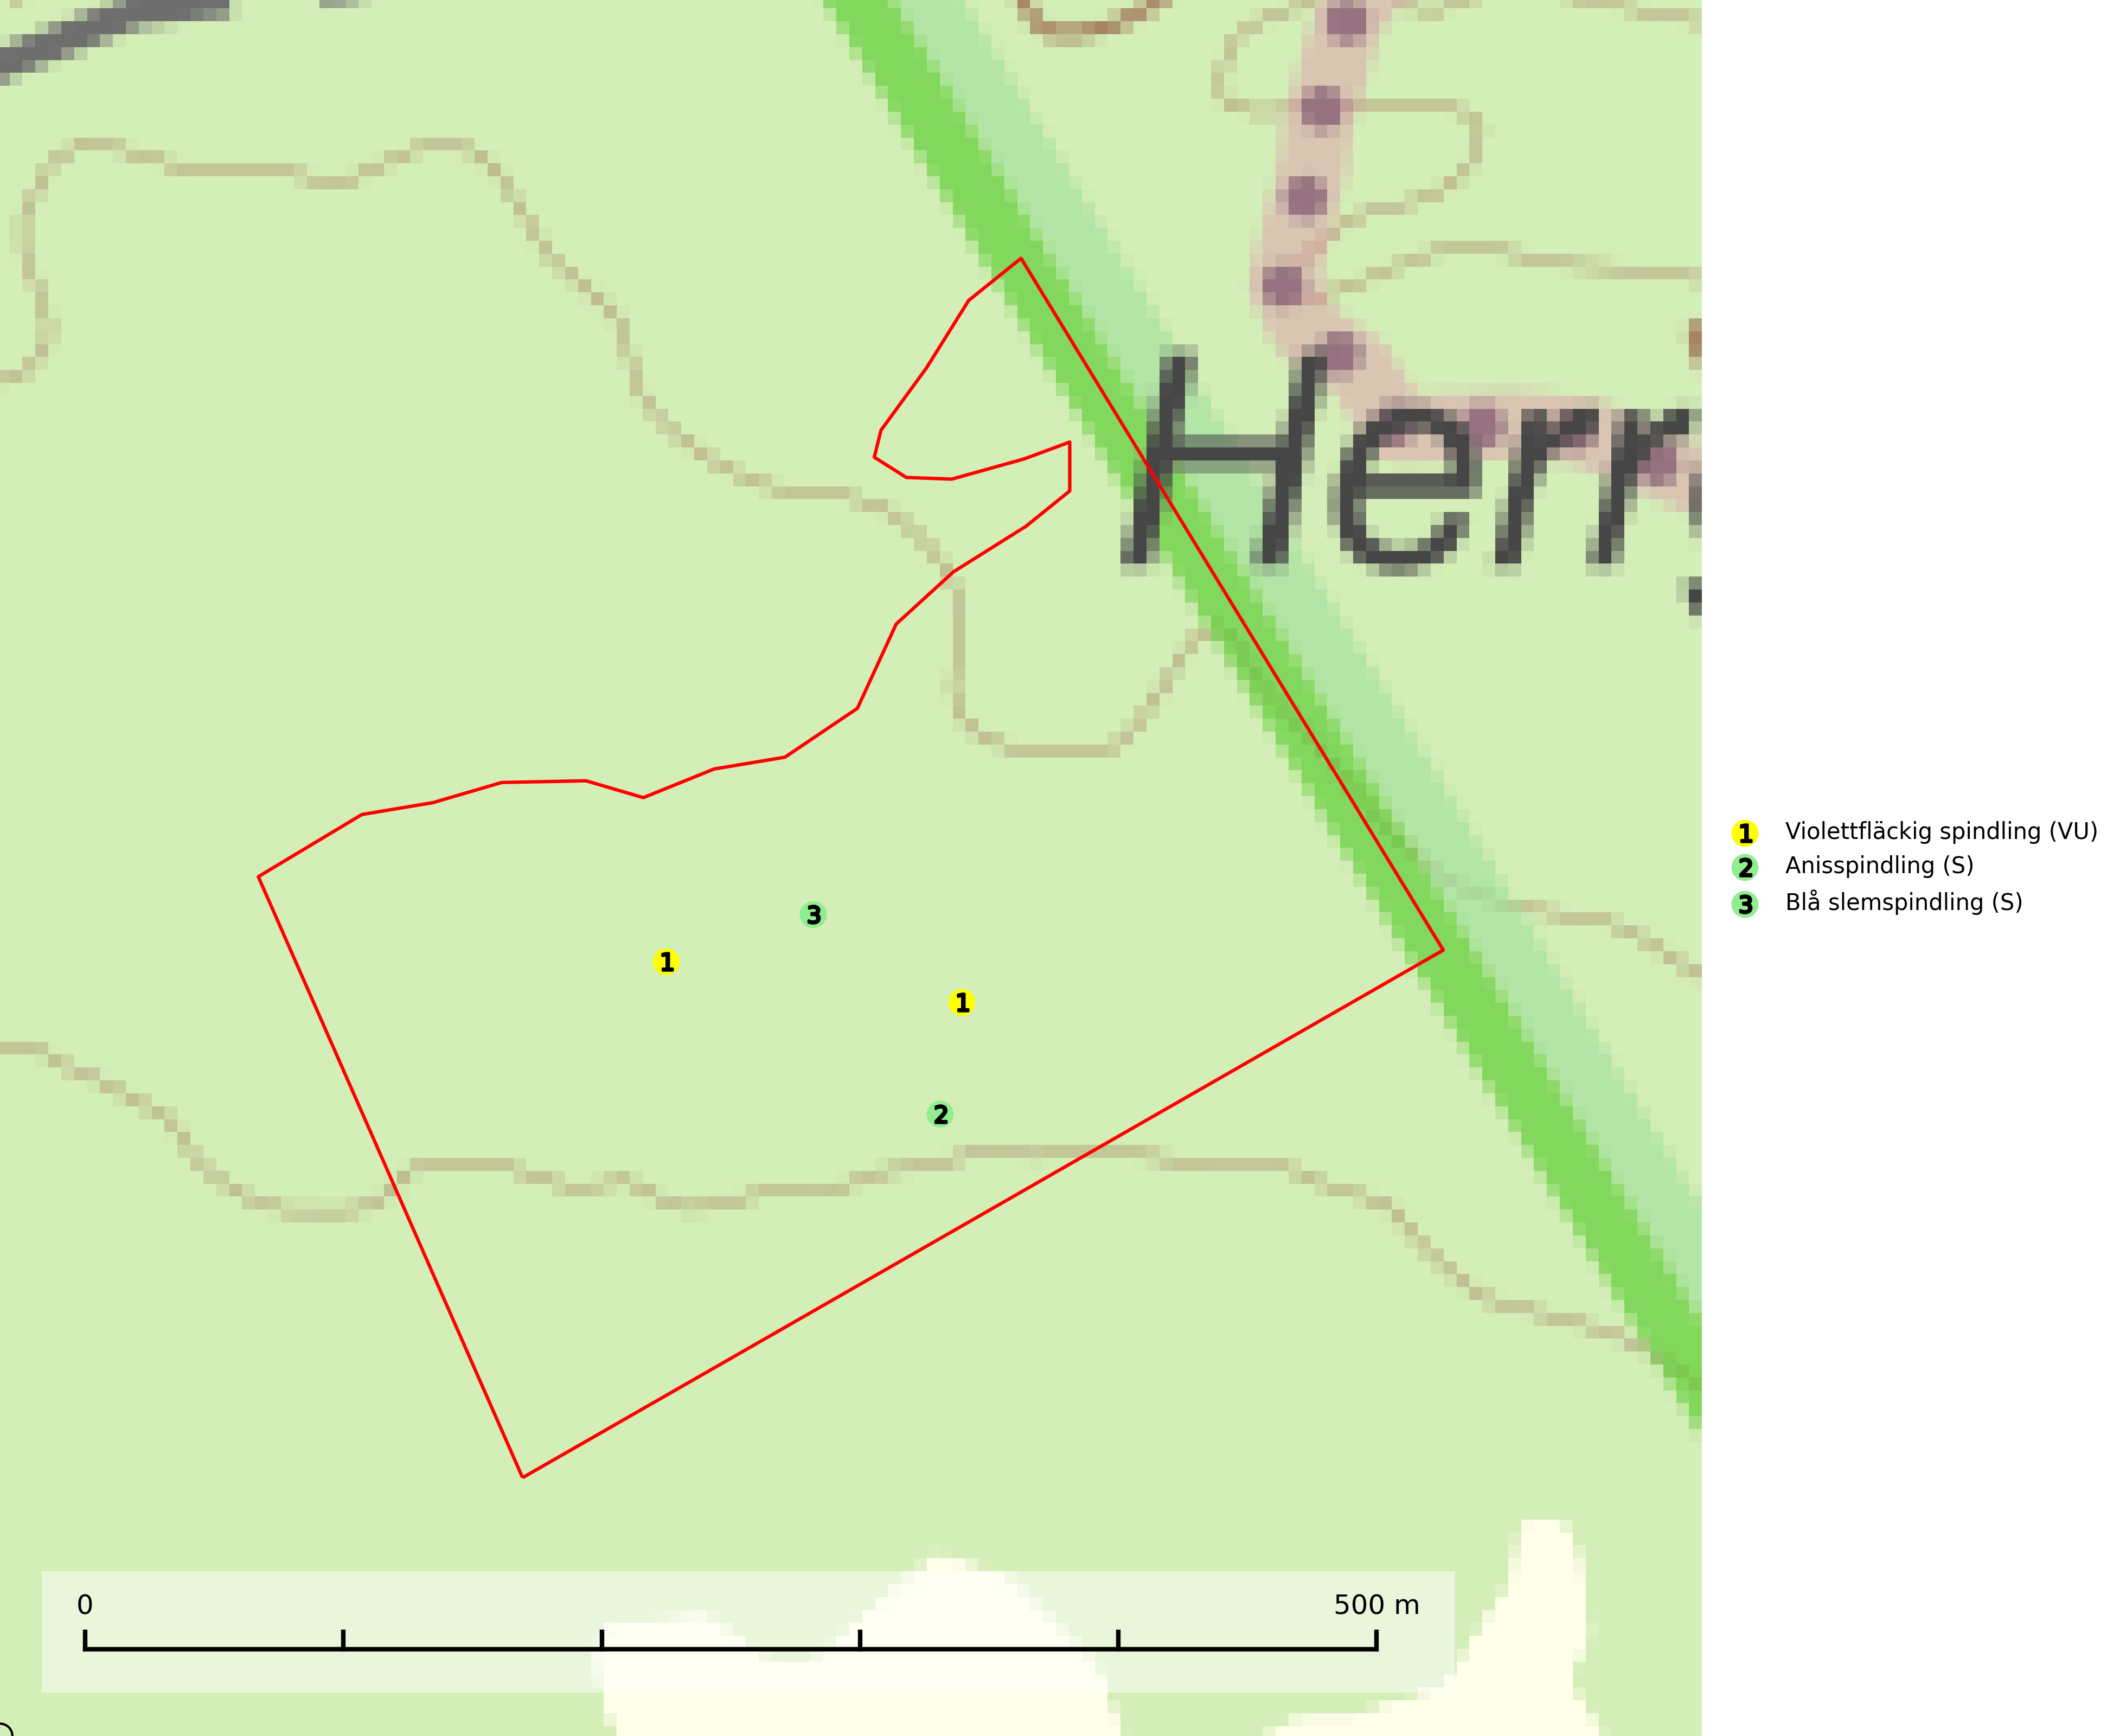 Herr
1 Violettfläckig spindling (VU)
2 Anisspindling (S)
3 Blå slemspindling (S)
3
1
1
2
0 500 m